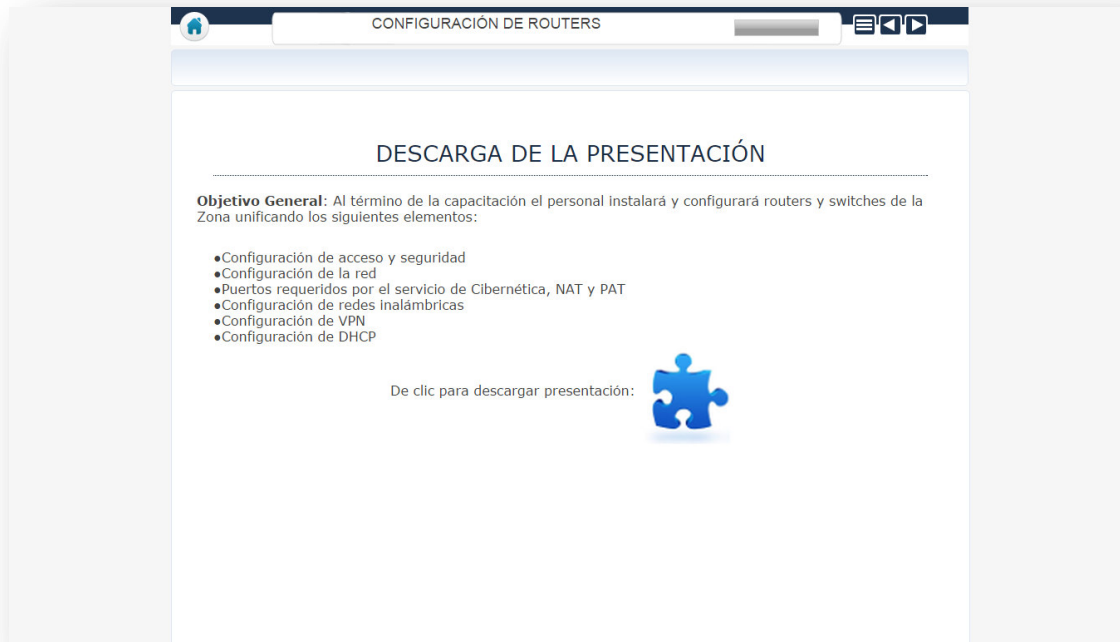 CONFIGURACIÓN DE ROUTERS
DESCARGA DE LA PRESENTACIÓN
Objetivo General: Al término de la capacitación el personal instalará y configurará routers y switches de la
Zona unificando los siguientes elementos:
●Configuración de acceso y seguridad
●Configuración de la red
●Puertos requeridos por el servicio de Cibernética, NAT y PAT
●Configuración de redes inalámbricas
●Configuración de VPN
●Configuración de DHCP
De clic para descargar presentación: